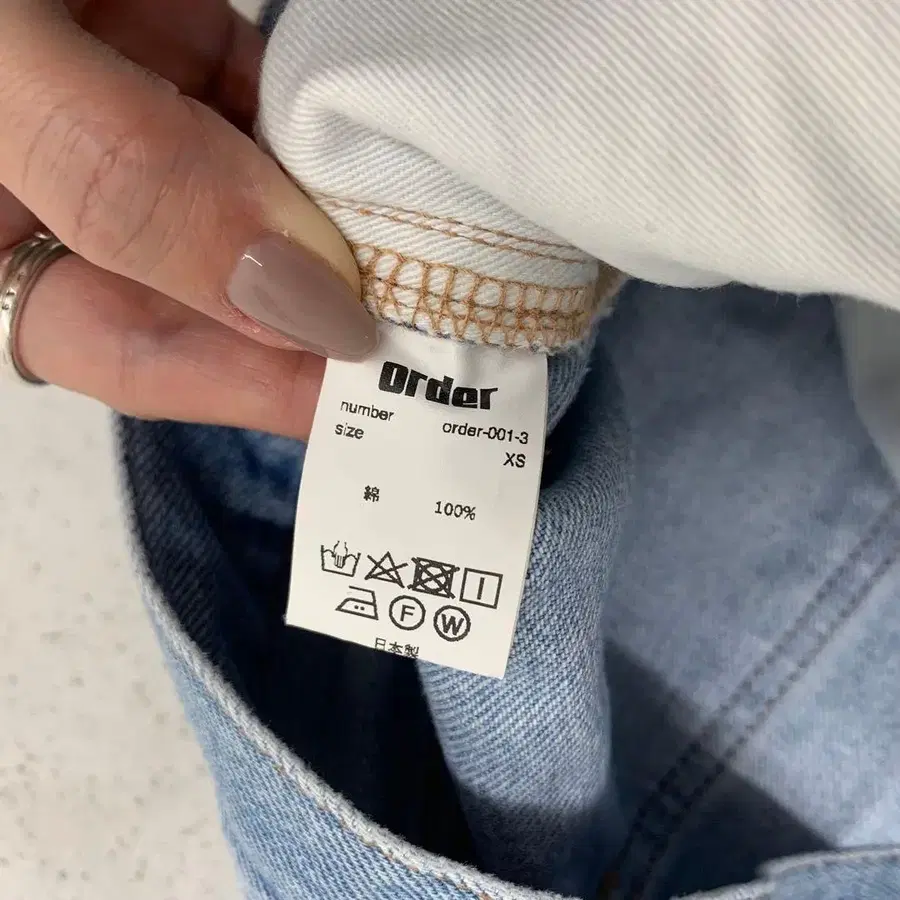 Order
number order-001-3
size XS
綿 100%
F W
日本製